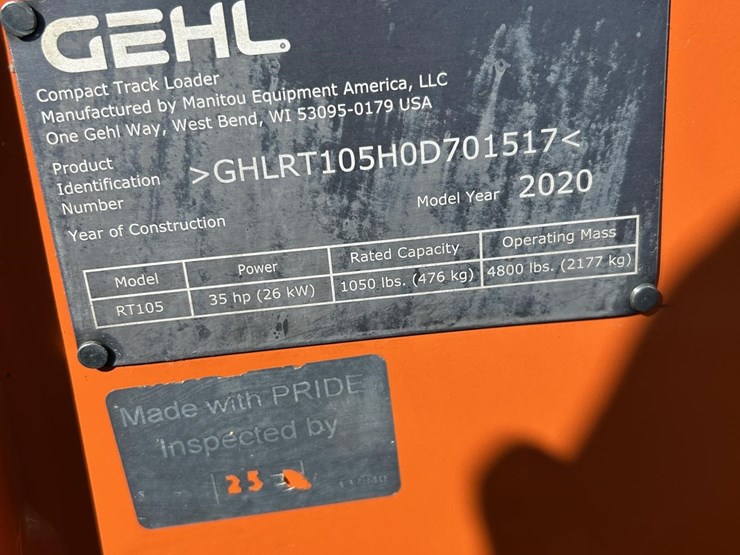 GEHL
Compact Track Loader
Manufactured by Manitou Equipment America, LLC
One Gehl Way, West Bend, WI 53095-0179 USA
Product
Identification
Number
>GHLRT105H0D701517<
Year of Construction
Model Year 2020
Model Power Rated Capacity Operating Mass
RT105 35 hp (26 kW) 1050 lbs. (476 kg) 4800 lbs. (2177 kg)
Made with PRIDE
Inspected by
25